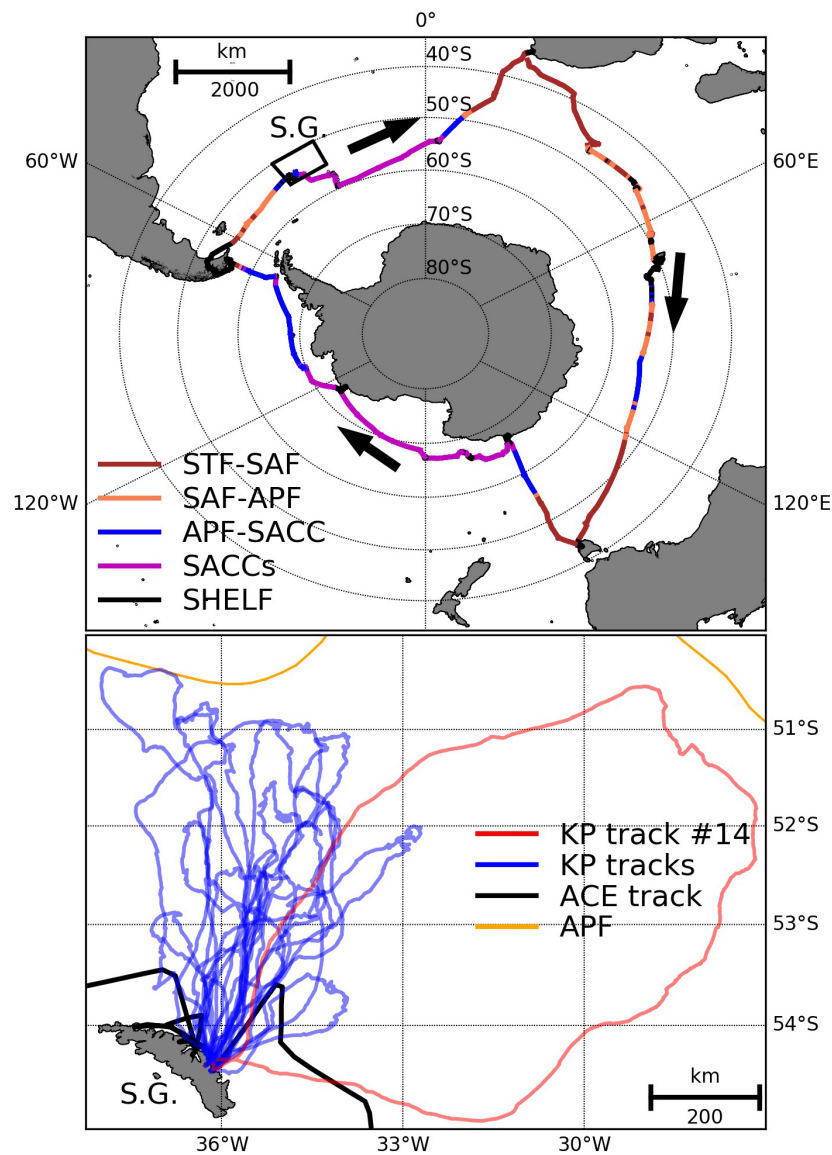 0°
km
2000
40°S
50°S
S.G.
60°W
60°S
60°E
70°S
80°S
STF-SAF
SAF-APF
120°W
120°E
APF-SACC
SACCs
SHELF
51°S
52°S
KP track #14
KP tracks
ACE track
53°S
APF
54°S
km
S.G.
200
36°W
33°W
30°W